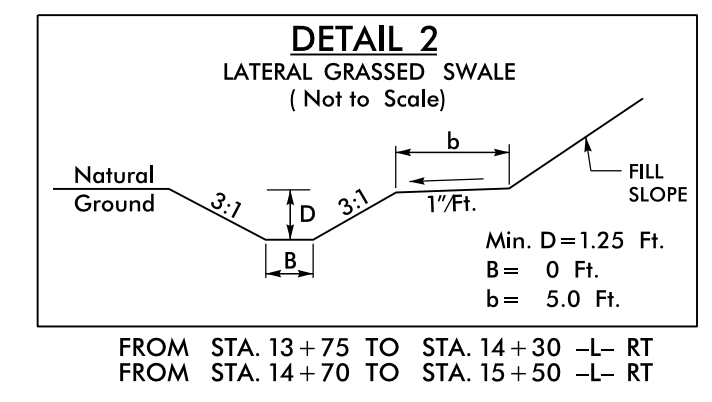 DETAIL 2
LATERAL GRASSED SWALE
( Not to Scale)
b
Natural
Ground
3:1
D
3:1
1"/Ft.
FILL
SLOPE
B
Min. D=1.25 Ft.
B= 0 Ft.
b= 5.0 Ft.
FROM STA. 13+75 TO STA. 14+30 -L- RT
FROM STA. 14+70 TO STA. 15+50 -L- RT